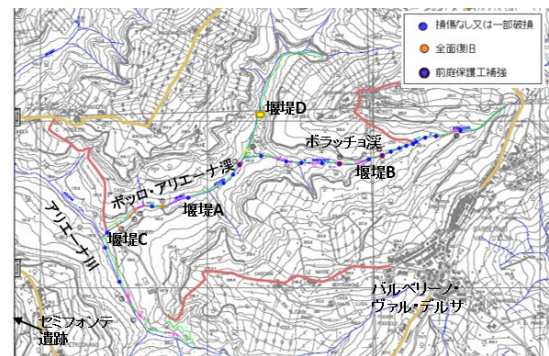 損傷なし又は一部破損
全面復旧
前庭保護工補強
堰堤D
ボラッチョ渓
堰堤B
ボッロ・アリエーナ渓
堰堤A
堰堤C
アリエーナ川
バルベリーノ・
ヴァル・デルザ
セミフォンテ
遺跡